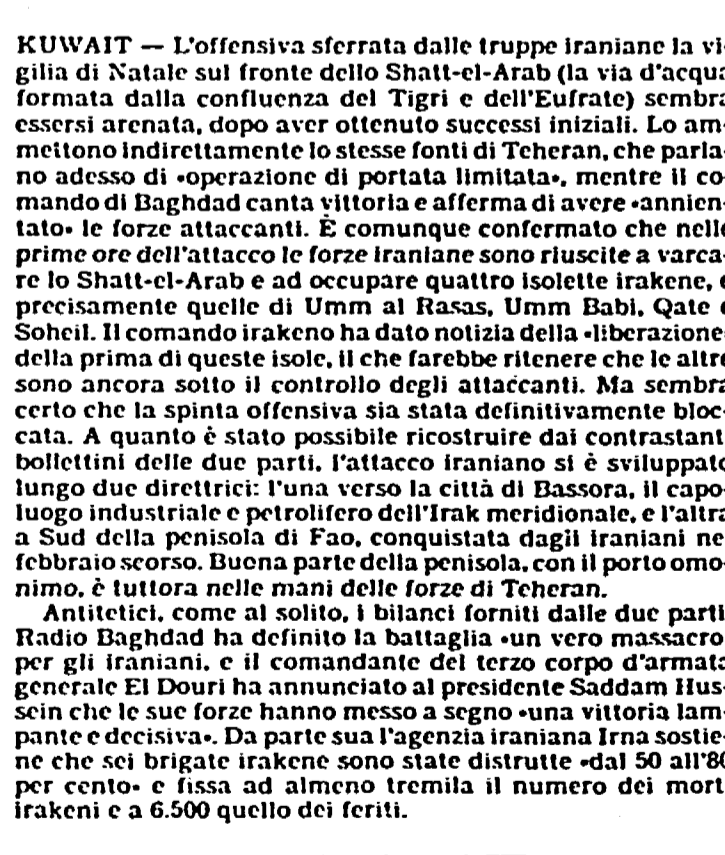 KUWAIT — L'offensiva sferrata dalle truppe iraniane la vi-
gilia di Natale sul fronte dello Shatt-el-Arab (la via d'acqua
formata dalla confluenza del Tigri e dell'Eufrate) sembra
essersi arenata, dopo aver ottenuto successi iniziali. Lo am-
mettono indirettamente lo stesse fonti di Teheran, che parla-
no adesso di «operazione di portata limitata», mentre il co-
mando di Baghdad canta vittoria e afferma di avere «annien-
tato» le forze attaccanti. È comunque confermato che nelle
prime ore dell'attacco le forze iraniane sono riuscite a varca-
re lo Shatt-el-Arab e ad occupare quattro isolette irakene, e
precisamente quelle di Umm al Rasas, Umm Babi, Qate e
Soheil. Il comando irakeno ha dato notizia della «liberazione»
della prima di queste isole, il che farebbe ritenere che le altre
sono ancora sotto il controllo degli attaccanti. Ma sembra
certo che la spinta offensiva sia stata definitivamente bloc-
cata. A quanto è stato possibile ricostruire dai contrastanti
bollettini delle due parti, l'attacco iraniano si è sviluppato
lungo due direttrici: l'una verso la città di Bassora, il capo-
luogo industriale e petrolifero dell'Irak meridionale, e l'altra
a Sud della penisola di Fao, conquistata dagli iraniani nel
febbraio scorso. Buona parte della penisola, con il porto omo-
nimo, è tuttora nelle mani delle forze di Teheran.
Antitetici, come al solito, i bilanci forniti dalle due parti.
Radio Baghdad ha definito la battaglia «un vero massacro»
per gli iraniani, e il comandante del terzo corpo d'armata
generale El Douri ha annunciato al presidente Saddam Hus-
sein che le sue forze hanno messo a segno «una vittoria lam-
pante e decisiva». Da parte sua l'agenzia iraniana Irna sostie-
ne che sei brigate irakene sono state distrutte «dal 50 all'80
per cento» e fissa ad almeno tremila il numero dei morti
irakeni e a 6.500 quello dei feriti.